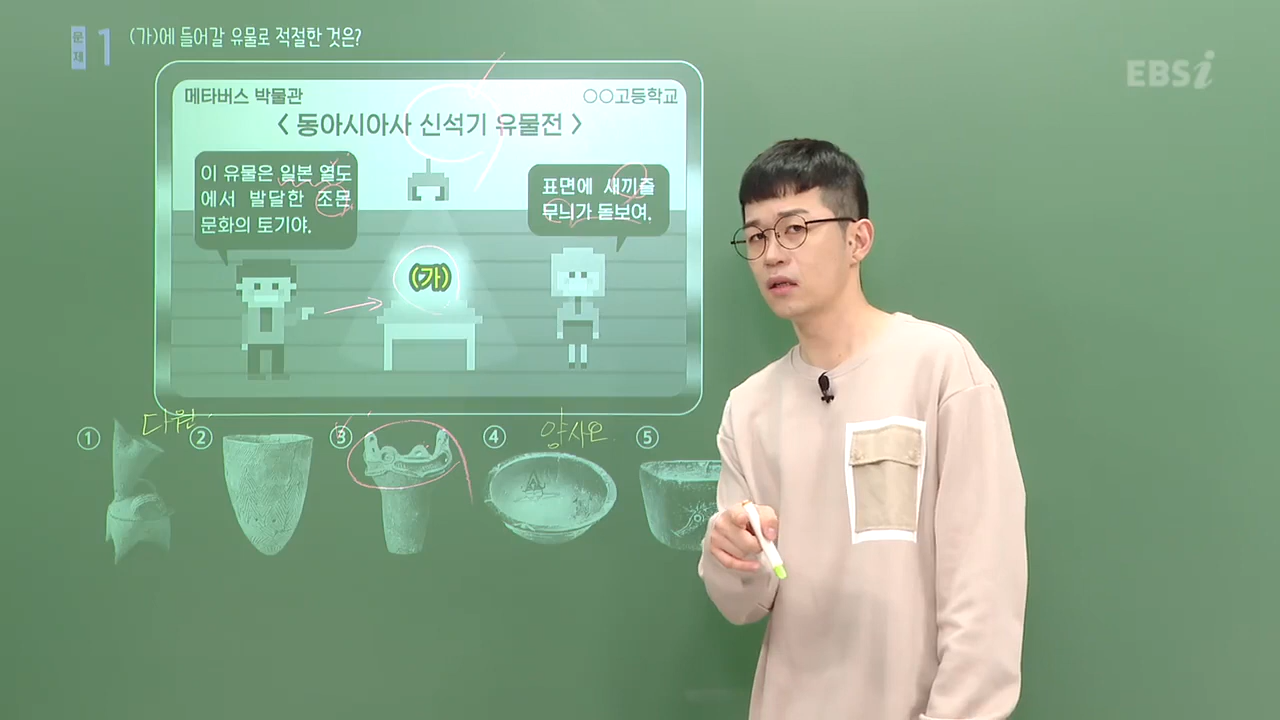 문제 1 (가)에 들어갈 유물로 적절한 것은?
EBSi
메타버스 박물관
○○고등학교
< 동아시아사 신석기 유물전 >
이 유물은 일본 열도
에서 발달한 조몬
문화의 토기야.
표면에 새끼줄
무늬가 돋보여.
(가)
다원
양사오
① ② ③ ④ ⑤